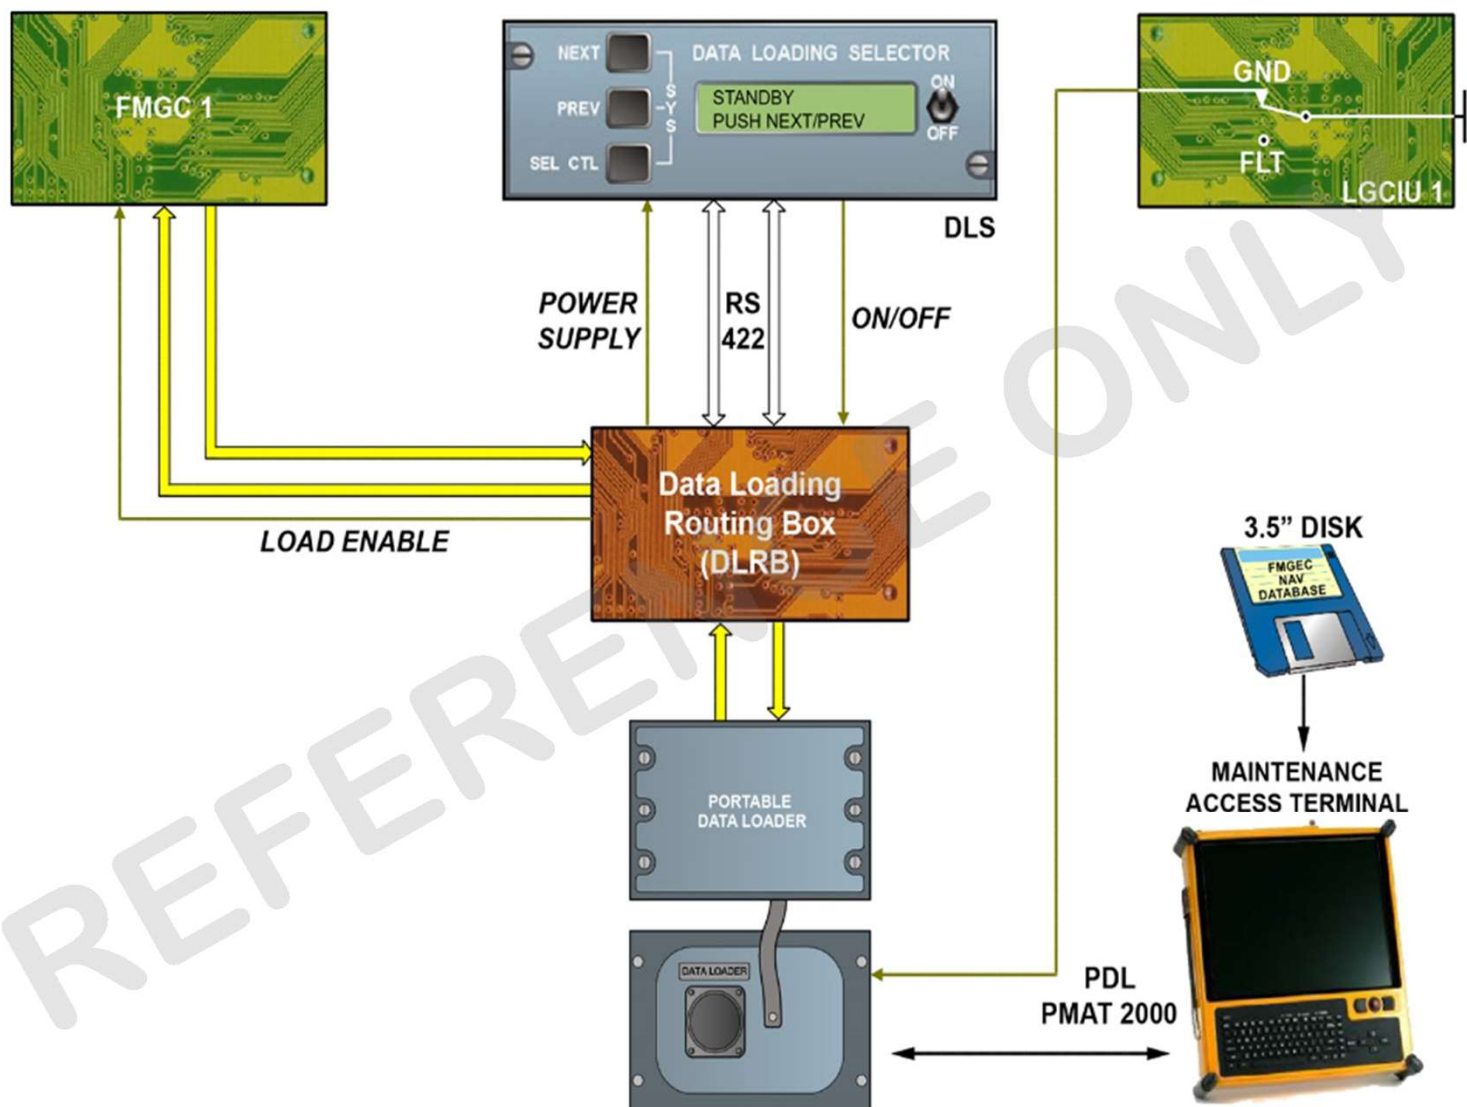 FMGC 1
NEXT
PREV
SEL CTL
S
Y
S
DATA LOADING SELECTOR
STANDBY
PUSH NEXT/PREV
ON
OFF
DLS
GND
FLT
LGCIU 1
POWER
SUPPLY
RS
422
ON/OFF
LOAD ENABLE
Data Loading
Routing Box
(DLRB)
3.5” DISK
FMGEC
NAV
DATABASE
MAINTENANCE
ACCESS TERMINAL
PORTABLE
DATA LOADER
DATA LOADER
PDL
PMAT 2000
REFERENCE ONLY